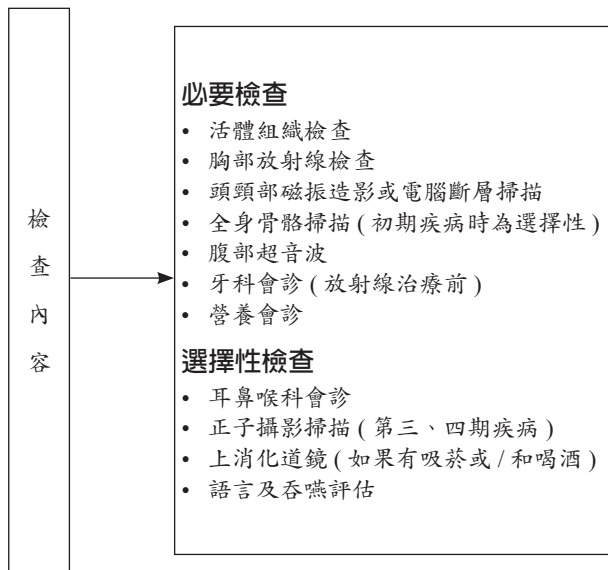 檢查內容
必要檢查
• 活體組織檢查
• 胸部放射線檢查
• 頭頸部磁振造影或電腦斷層掃描
• 全身骨骼掃描 ( 初期疾病時為選擇性 )
• 腹部超音波
• 牙科會診 ( 放射線治療前 )
• 營養會診
選擇性檢查
• 耳鼻喉科會診
• 正子攝影掃描 ( 第三、四期疾病 )
• 上消化道鏡 ( 如果有吸菸或 / 和喝酒 )
• 語言及吞嚥評估